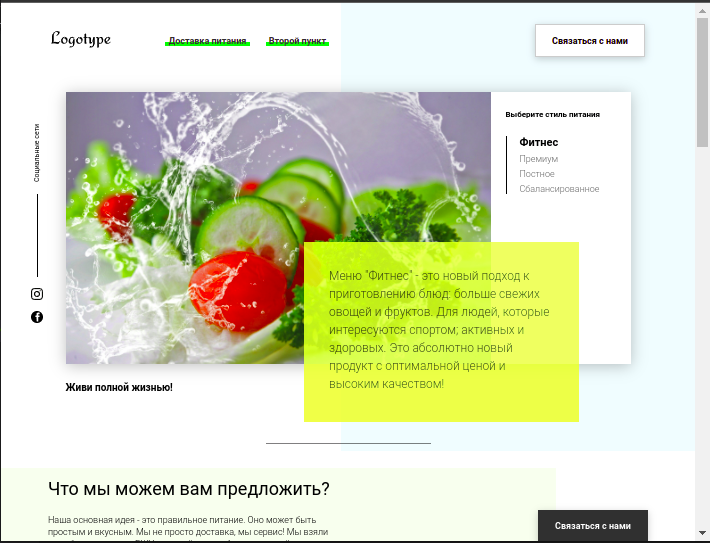 Logotype
Доставка питания
Второй пункт
Связаться с нами
Социальные сети
Выберите стиль питания
Фитнес
Премиум
Постное
Сбалансированное
Меню "Фитнес" - это новый подход к
приготовлению блюд: больше свежих
овощей и фруктов. Для людей, которые
интересуются спортом; активных и
здоровых. Это абсолютно новый
продукт с оптимальной ценой и
высоким качеством!
Живи полной жизнью!
Что мы можем вам предложить?
Наша основная идея - это правильное питание. Оно может быть
простым и вкусным. Мы не просто доставка, мы сервис! Мы взяли
Связаться с нами